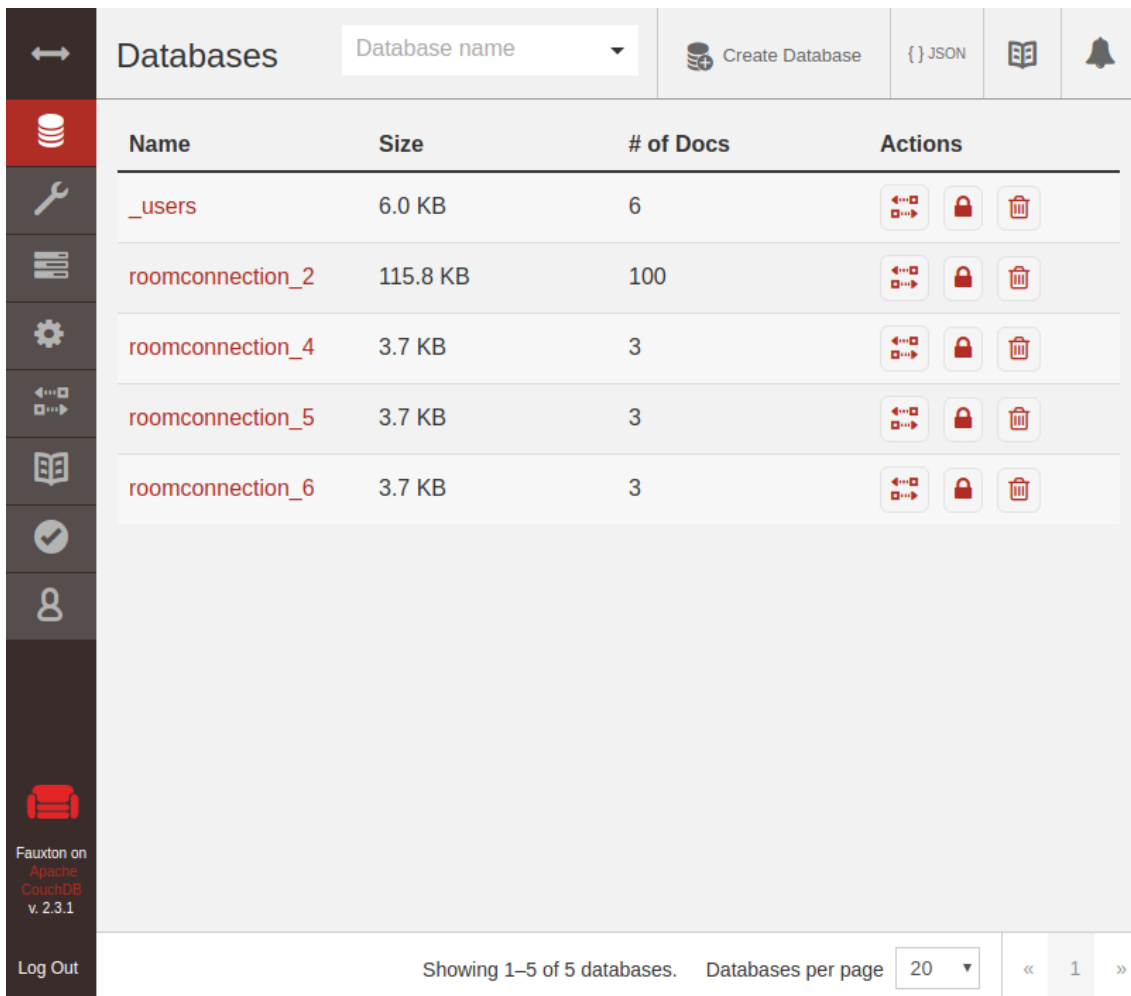 Databases
Database name
Create Database
{ } JSON
Name Size # of Docs Actions
_users 6.0 KB 6
roomconnection_2 115.8 KB 100
roomconnection_4 3.7 KB 3
roomconnection_5 3.7 KB 3
roomconnection_6 3.7 KB 3
Fauxton on
Apache
CouchDB
v. 2.3.1
Log Out
Showing 1–5 of 5 databases. Databases per page 20 « 1 »